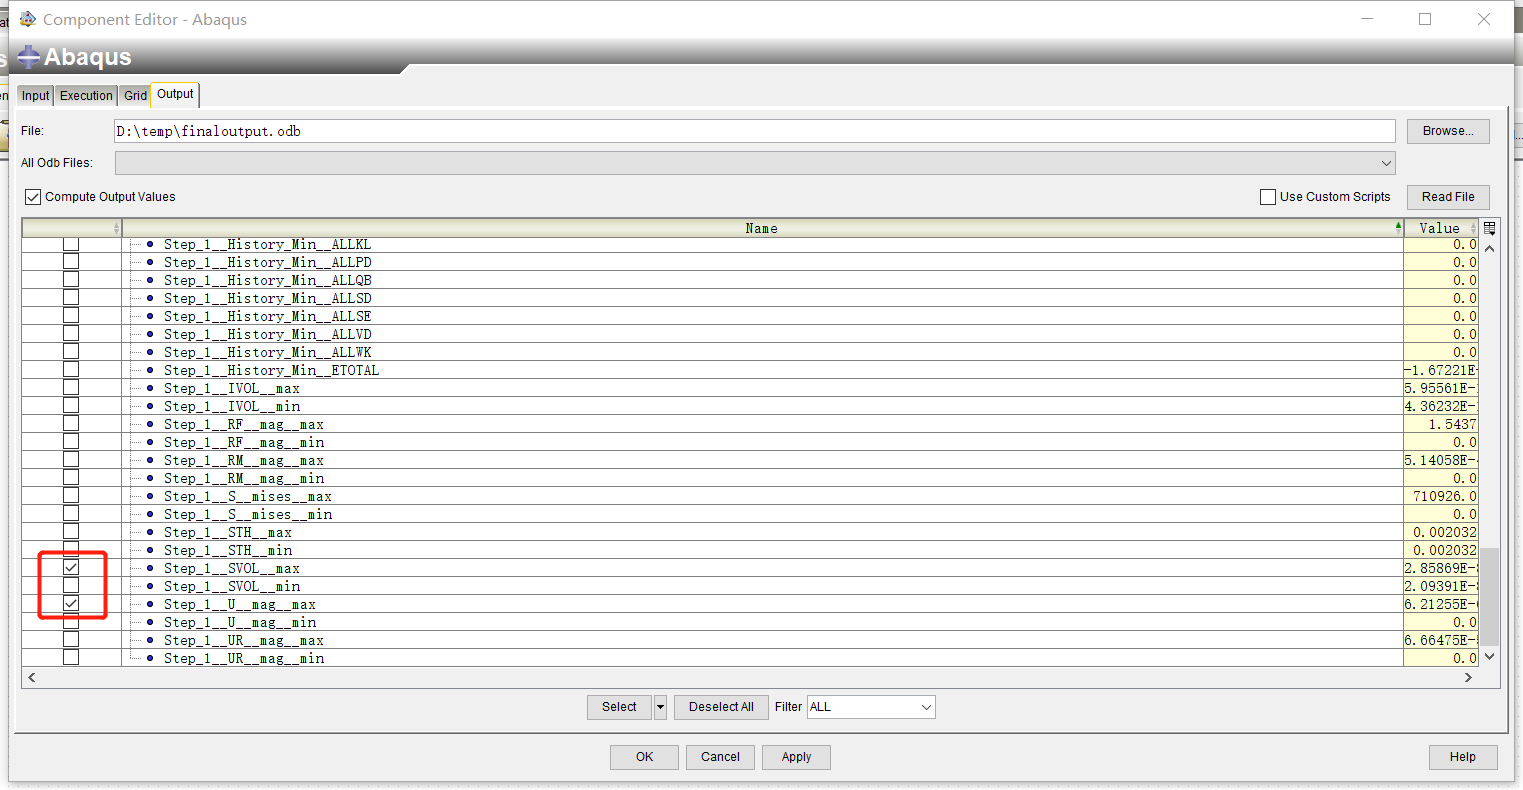 Component Editor - Abaqus
Abaqus
Input Execution Grid Output
File: D:\temp\finaloutput.odb Browse...
All Odb Files:
Compute Output Values Use Custom Scripts Read File
Name Value
Step_1__History_Min__ALLKL 0.0
Step_1__History_Min__ALLPD 0.0
Step_1__History_Min__ALLQB 0.0
Step_1__History_Min__ALLSD 0.0
Step_1__History_Min__ALLSE 0.0
Step_1__History_Min__ALLVD 0.0
Step_1__History_Min__ALLWK 0.0
Step_1__History_Min__ETOTAL -1.67221E-
Step_1__IVOL__max 5.95561E-
Step_1__IVOL__min 4.36232E-
Step_1__RF__mag__max 1.5437
Step_1__RF__mag__min 0.0
Step_1__RM__mag__max 5.14058E-
Step_1__RM__mag__min 0.0
Step_1__S__mises__max 710926.0
Step_1__S__mises__min 0.0
Step_1__STH__max 0.002032
Step_1__STH__min 0.002032
Step_1__SVOL__max 2.85869E-
Step_1__SVOL__min 2.09391E-
Step_1__U__mag__max 6.21255E-
Step_1__U__mag__min 0.0
Step_1__UR__mag__max 6.66475E-
Step_1__UR__mag__min 0.0
Select Deselect All Filter ALL
OK Cancel Apply Help